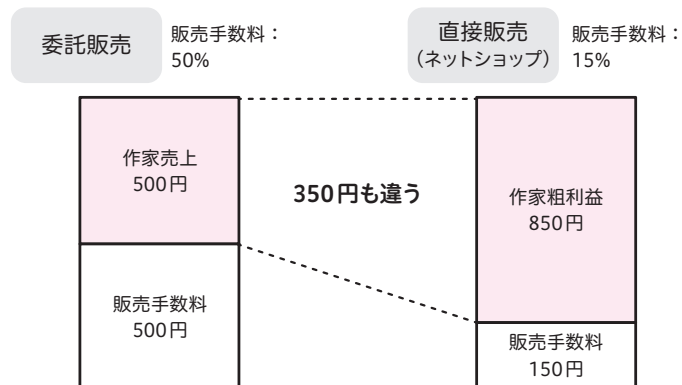 委託販売
販売手数料：
50%
直接販売
（ネットショップ）
販売手数料：
15%
作家売上
500円
350円も違う
作家粗利益
850円
販売手数料
500円
販売手数料
150円